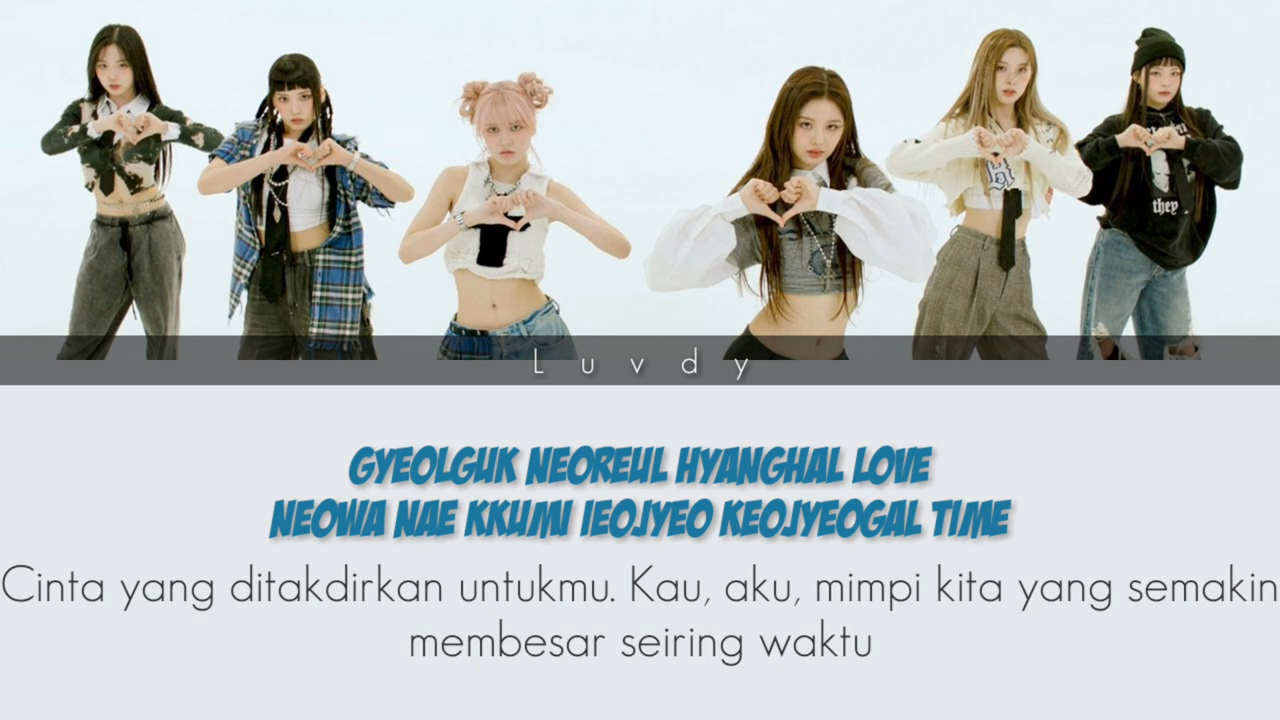 they
L u v d y
GYEOLGUK NEOREUL HYANGHAL LOVE
NEOWA NAE KKUMI IEOJYEO KEOJYEOGAL TIME
Cinta yang ditakdirkan untukmu. Kau, aku, mimpi kita yang semakin
membesar seiring waktu